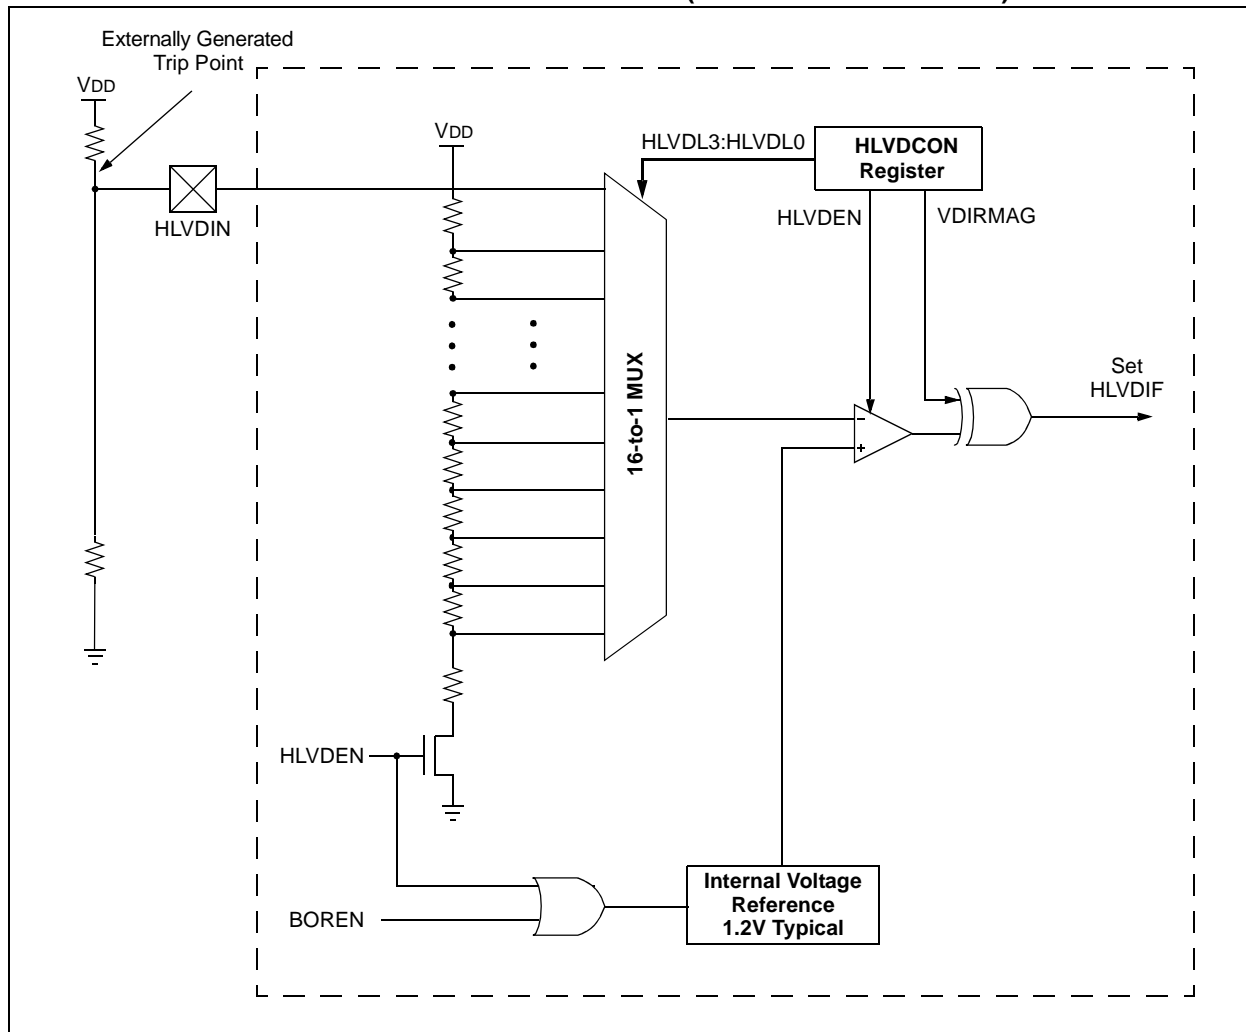 (
)
Externally Generated
Trip Point
VDD
VDD
HLVDL3:HLVDL0
HLVDCON
Register
HLVDIN
HLVDEN
VDIRMAG
16-to-1 MUX
Set
HLVDIF
–
+
HLVDEN
BOREN
Internal Voltage
Reference
1.2V Typical